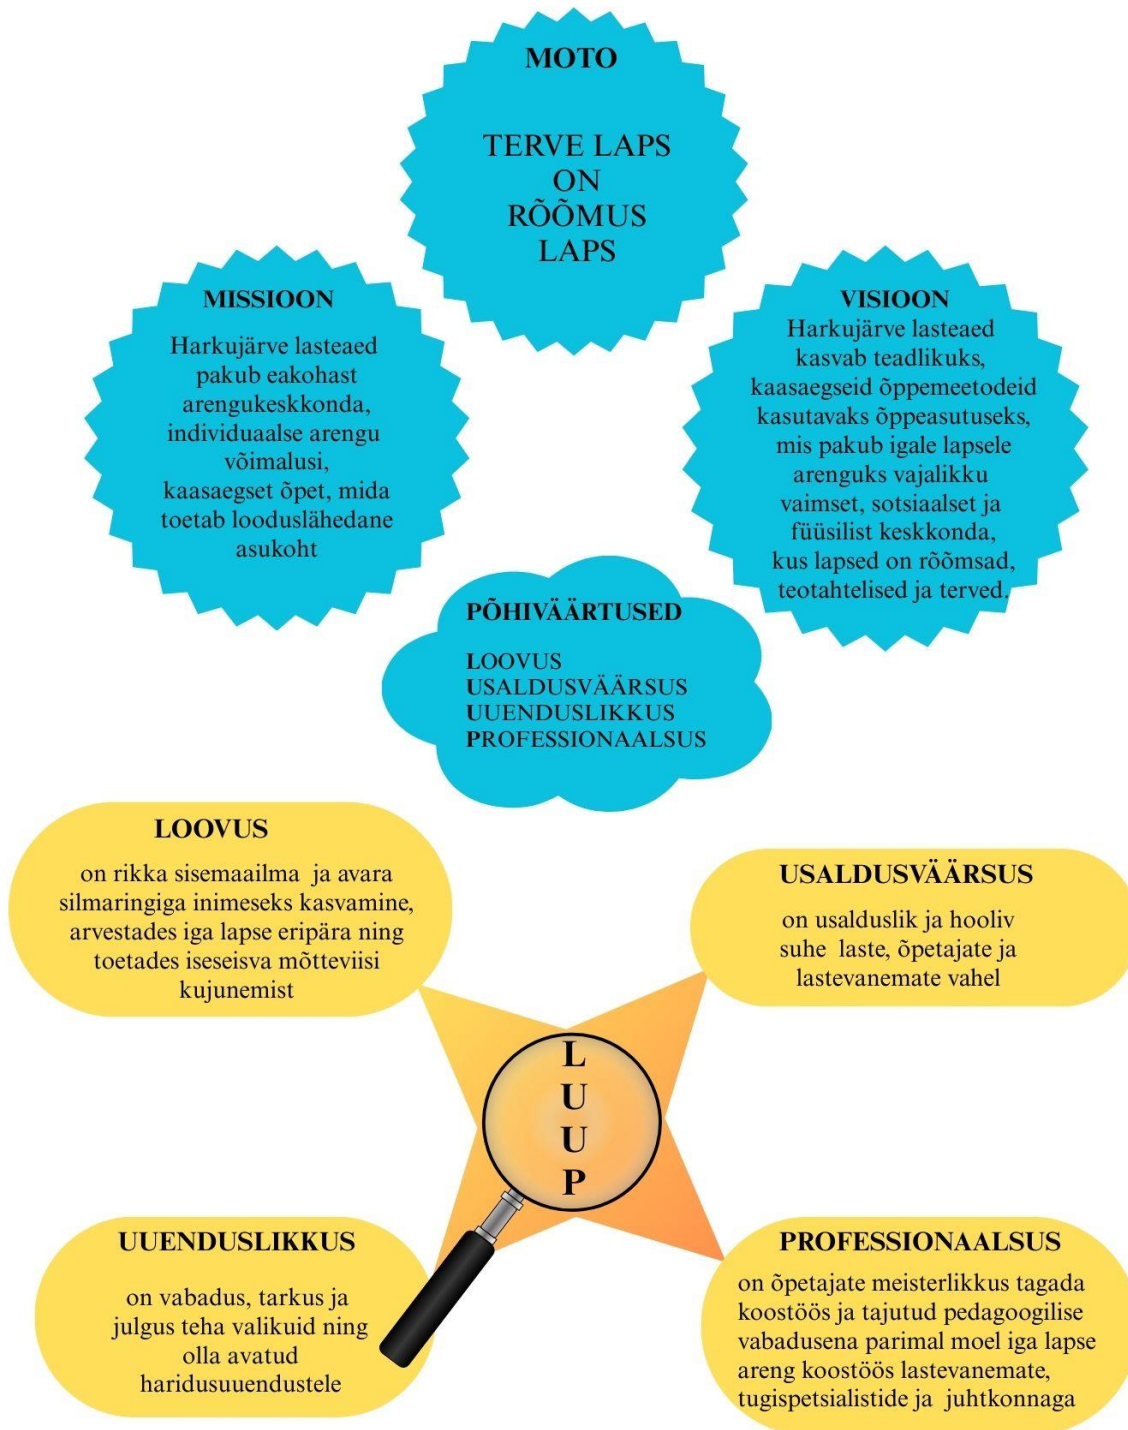 MOTO
TERVE LAPS
ON
RÕÕMUS
LAPS
MISSIOON
Harkujärve lasteaed
pakub eakohast
arengukeskkonda,
individuaalse arengu
võimalusi,
kaasaegset õpet, mida
toetab looduslähedane
asukoht
VISIOON
Harkujärve lasteaed
kasvab teadlikuks,
kaasaegseid õppemeetodeid
kasutavaks õppeasutuseks,
mis pakub igale lapsele
arenguks vajalikku
vaimset, sotsiaalset ja
füüsilist keskkonda,
kus lapsed on rõõmsad,
teotahtelised ja terved.
PÕHIVÄÄRTUSED
LOOVUS
USALDUSVÄÄRSUS
UUENDUSLIKKUS
PROFESSIONAALSUS
LOOVUS
on rikka sisemaailma ja avara
silmaringiga inimeseks kasvamine,
arvestades iga lapse eripära ning
toetades iseseisva mõtteviisi
kujunemist
USALDUSVÄÄRSUS
on usalduslik ja hooliv
suhe laste, õpetajate ja
lastevanemate vahel
L
U
U
P
UUENDUSLIKKUS
on vabadus, tarkus ja
julgus teha valikuid ning
olla avatud
haridusuuendustele
PROFESSIONAALSUS
on õpetajate meisterlikkus tagada
koostöös ja tajutud pedagoogilise
vabadusena parimal moel iga lapse
areng koostöös lastevanemate,
tugispetsialistide ja juhtkonnaga